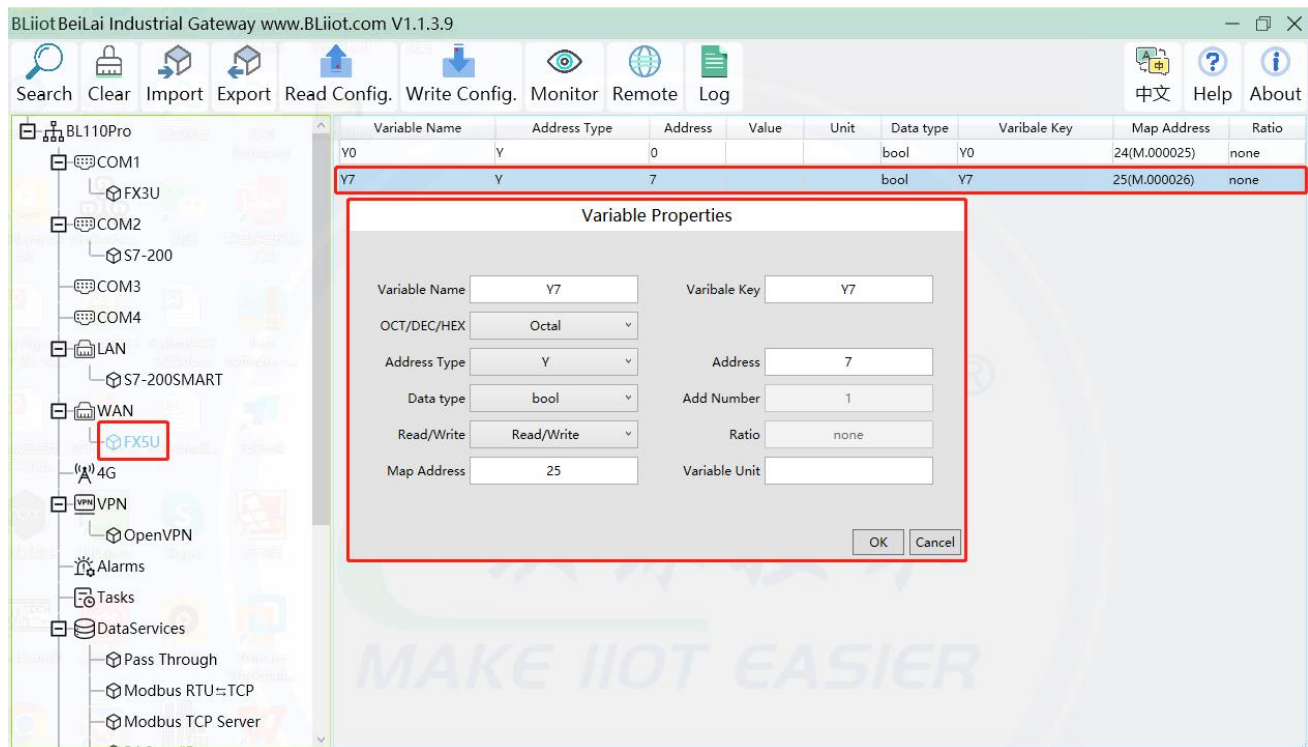 BLiiot BeiLai Industrial Gateway www.BLiiot.com V1.1.3.9
Search Clear Import Export Read Config. Write Config. Monitor Remote Log 中文 Help About
BL110Pro
COM1
FX3U
COM2
S7-200
COM3
COM4
LAN
S7-200SMART
WAN
FX5U
4G
VPN
VPN
OpenVPN
Alarms
Tasks
DataServices
Pass Through
Modbus RTU⇆TCP
Modbus TCP Server
Variable Name Address Type Address Value Unit Data type Varibale Key Map Address Ratio
Y0 Y 0 bool Y0 24(M.000025) none
Y7 Y 7 bool Y7 25(M.000026) none
Variable Properties
Variable Name Y7 Varibale Key Y7
OCT/DEC/HEX Octal
Address Type Y Address 7
Data type bool Add Number 1
Read/Write Read/Write Ratio none
Map Address 25 Variable Unit
OK Cancel
MAKE IIOT EASIER
®